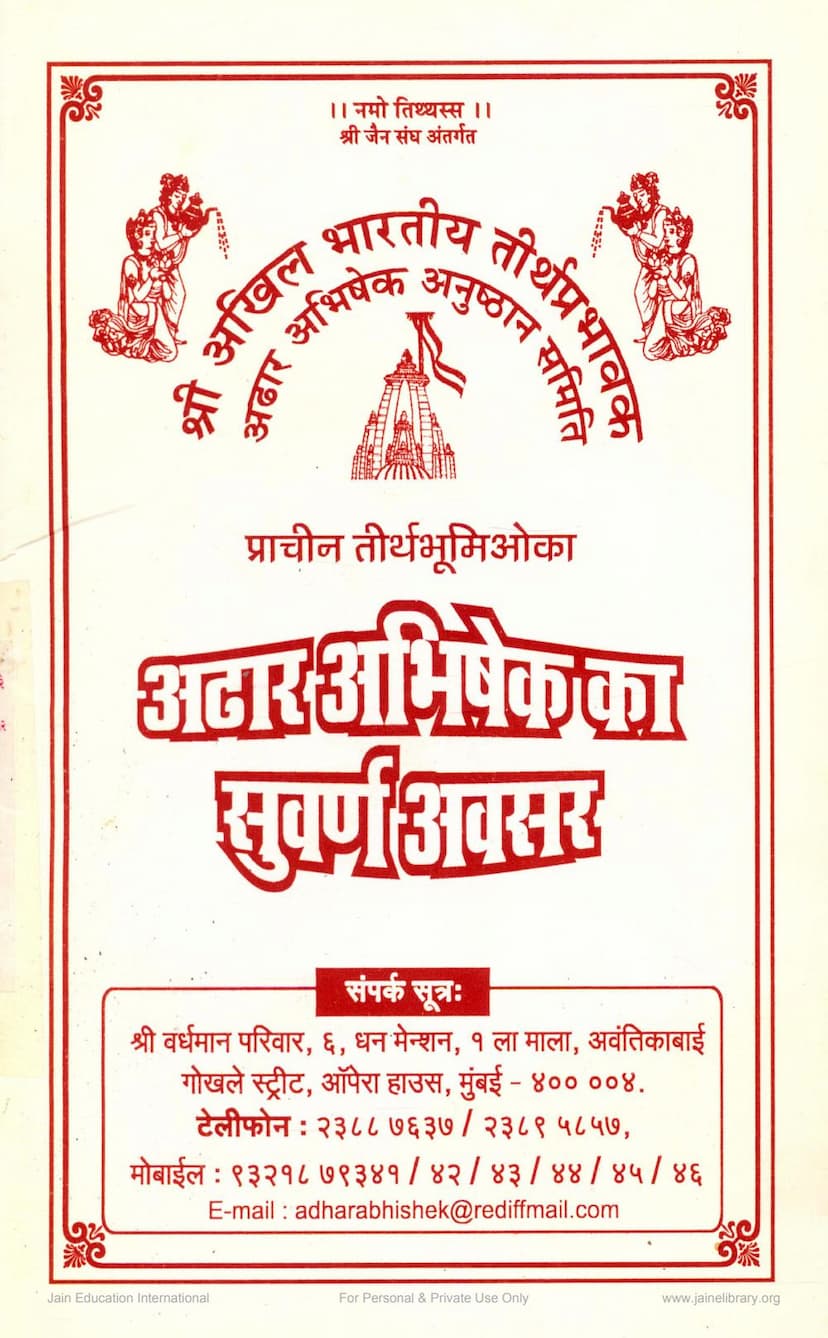 ।। नमो तिथ्थस्स ।।
श्री जैन संघ अंतर्गत
श्री अखिल भारतीय तीर्थप्रभावक
अढार अभिषेक अनुष्ठान समिति
प्राचीन तीर्थभूमिओका
अढार अभिषेक का
सुवर्ण अवसर
संपर्क सूत्र:
श्री वर्धमान परिवार, ६, धन मेन्शन, १ ला माला, अवंतिकाबाई
गोखले स्ट्रीट, ऑपेरा हाउस, मुंबई - ४०० ००४.
टेलीफोन : २३८८ ७६३७ / २३८९ ५८५७,
मोबाईल : ९३२१८ ७९३४१ / ४२ / ४३ / ४४ / ४५ / ४६
E-mail : adharabhishek@rediffmail.com
Jain Education International For Personal & Private Use Only www.jainelibrary.org